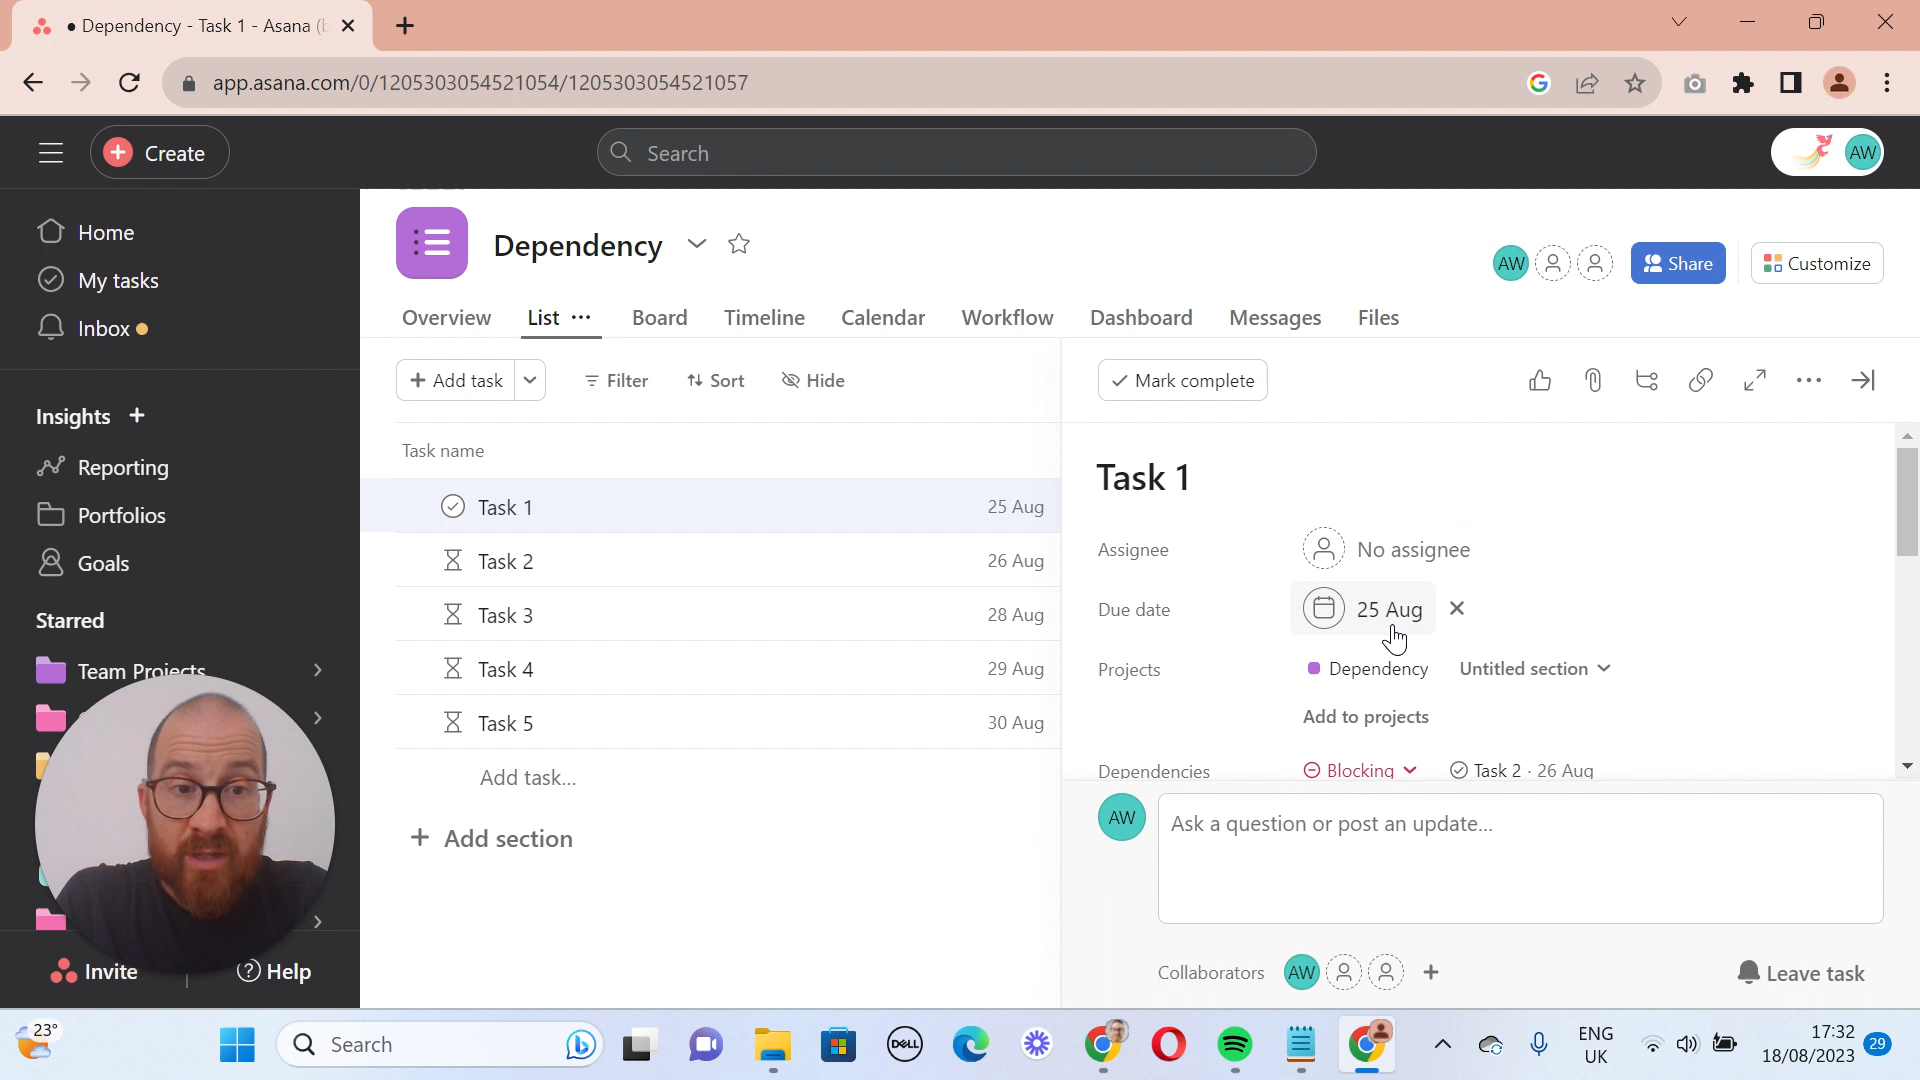 ● Dependency - Task 1 - Asana (
app.asana.com/0/1205303054521054/1205303054521057
+ Create
Search
AW
Home
My tasks
Inbox
Insights +
Reporting
Portfolios
Goals
Starred
Team Projects
Invite
? Help
Dependency
AW
Share
Customize
Overview
List ...
Board
Timeline
Calendar
Workflow
Dashboard
Messages
Files
+ Add task
Filter
Sort
Hide
Task name
Task 1 25 Aug
Task 2 26 Aug
Task 3 28 Aug
Task 4 29 Aug
Task 5 30 Aug
Add task...
+ Add section
Mark complete
Task 1
Assignee No assignee
Due date 25 Aug
Projects Dependency Untitled section
Add to projects
Dependencies Blocking Task 2 · 26 Aug
AW
Ask a question or post an update...
Collaborators AW +
Leave task
23°
Search
DELL
ENG
UK
17:32
18/08/2023
29